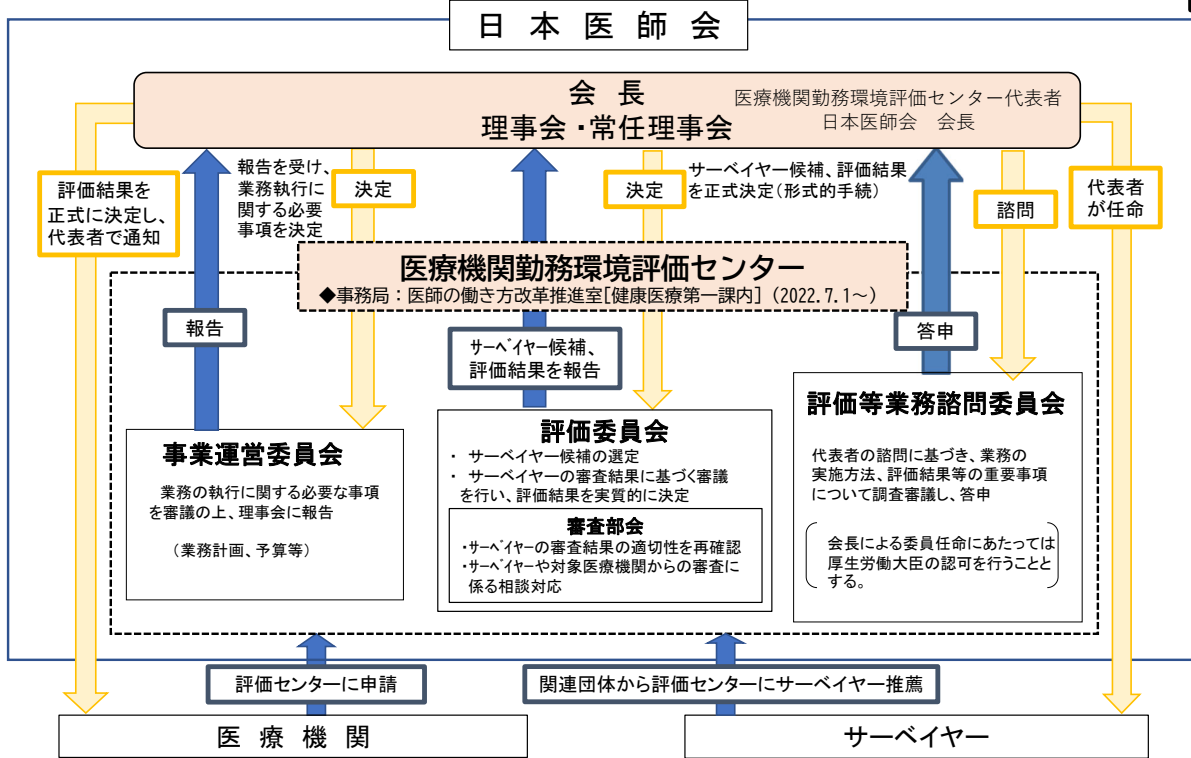 日本医師会
会長
理事会・常任理事会
医療機関勤務環境評価センター代表者
日本医師会　会長
評価結果を
正式に決定し、
代表者で通知
報告を受け、
業務執行に
関する必要
事項を決定
決定
決定
サーベイヤー候補、評価結果
を正式決定(形式的手続)
諮問
代表者
が任命
医療機関勤務環境評価センター
◆事務局：医師の働き方改革推進室[健康医療第一課内]（2022.7.1～）
報告
サーベイヤー候補、
評価結果を報告
答申
事業運営委員会
業務の執行に関する必要な事項
を審議の上、理事会に報告
（業務計画、予算等）
評価委員会
・ サーベイヤー候補の選定
・ サーベイヤーの審査結果に基づく審議
を行い、評価結果を実質的に決定
審査部会
・サーベイヤーの審査結果の適切性を再確認
・サーベイヤーや対象医療機関からの審査に
係る相談対応
評価等業務諮問委員会
代表者の諮問に基づき、業務の
実施方法、評価結果等の重要事項
について調査審議し、答申
会長による委員任命にあたっては
厚生労働大臣の認可を行うことと
する。
評価センターに申請
関連団体から評価センターにサーベイヤー推薦
医療機関
サーベイヤー